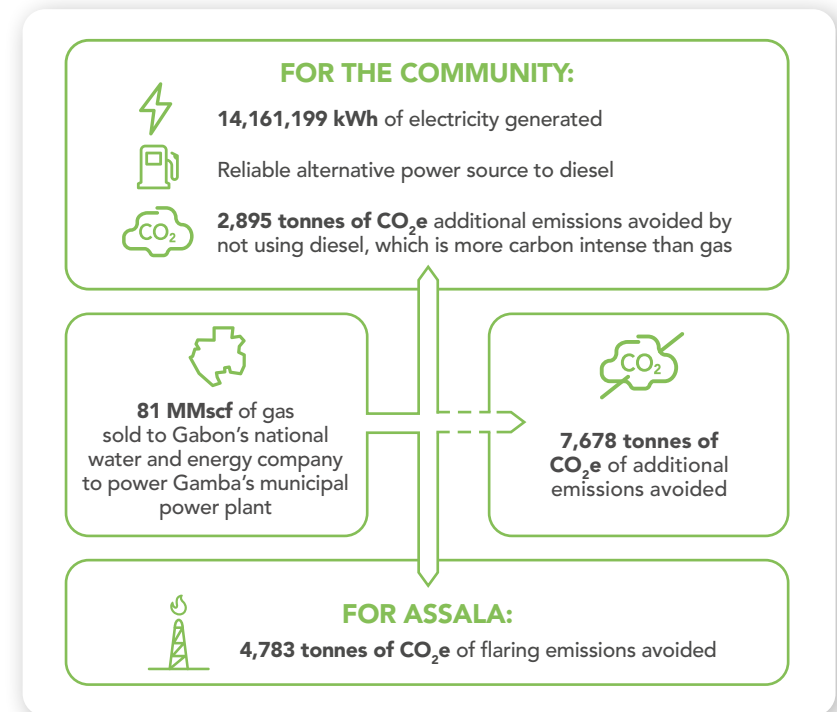 FOR THE COMMUNITY:
14,161,199 kWh of electricity generated
Reliable alternative power source to diesel
CO₂
2,895 tonnes of CO₂e additional emissions avoided by
not using diesel, which is more carbon intense than gas
81 MMscf of gas
sold to Gabon's national
water and energy company
to power Gamba's municipal
power plant
CO₂
7,678 tonnes of
CO₂e of additional
emissions avoided
FOR ASSALA:
4,783 tonnes of CO₂e of flaring emissions avoided